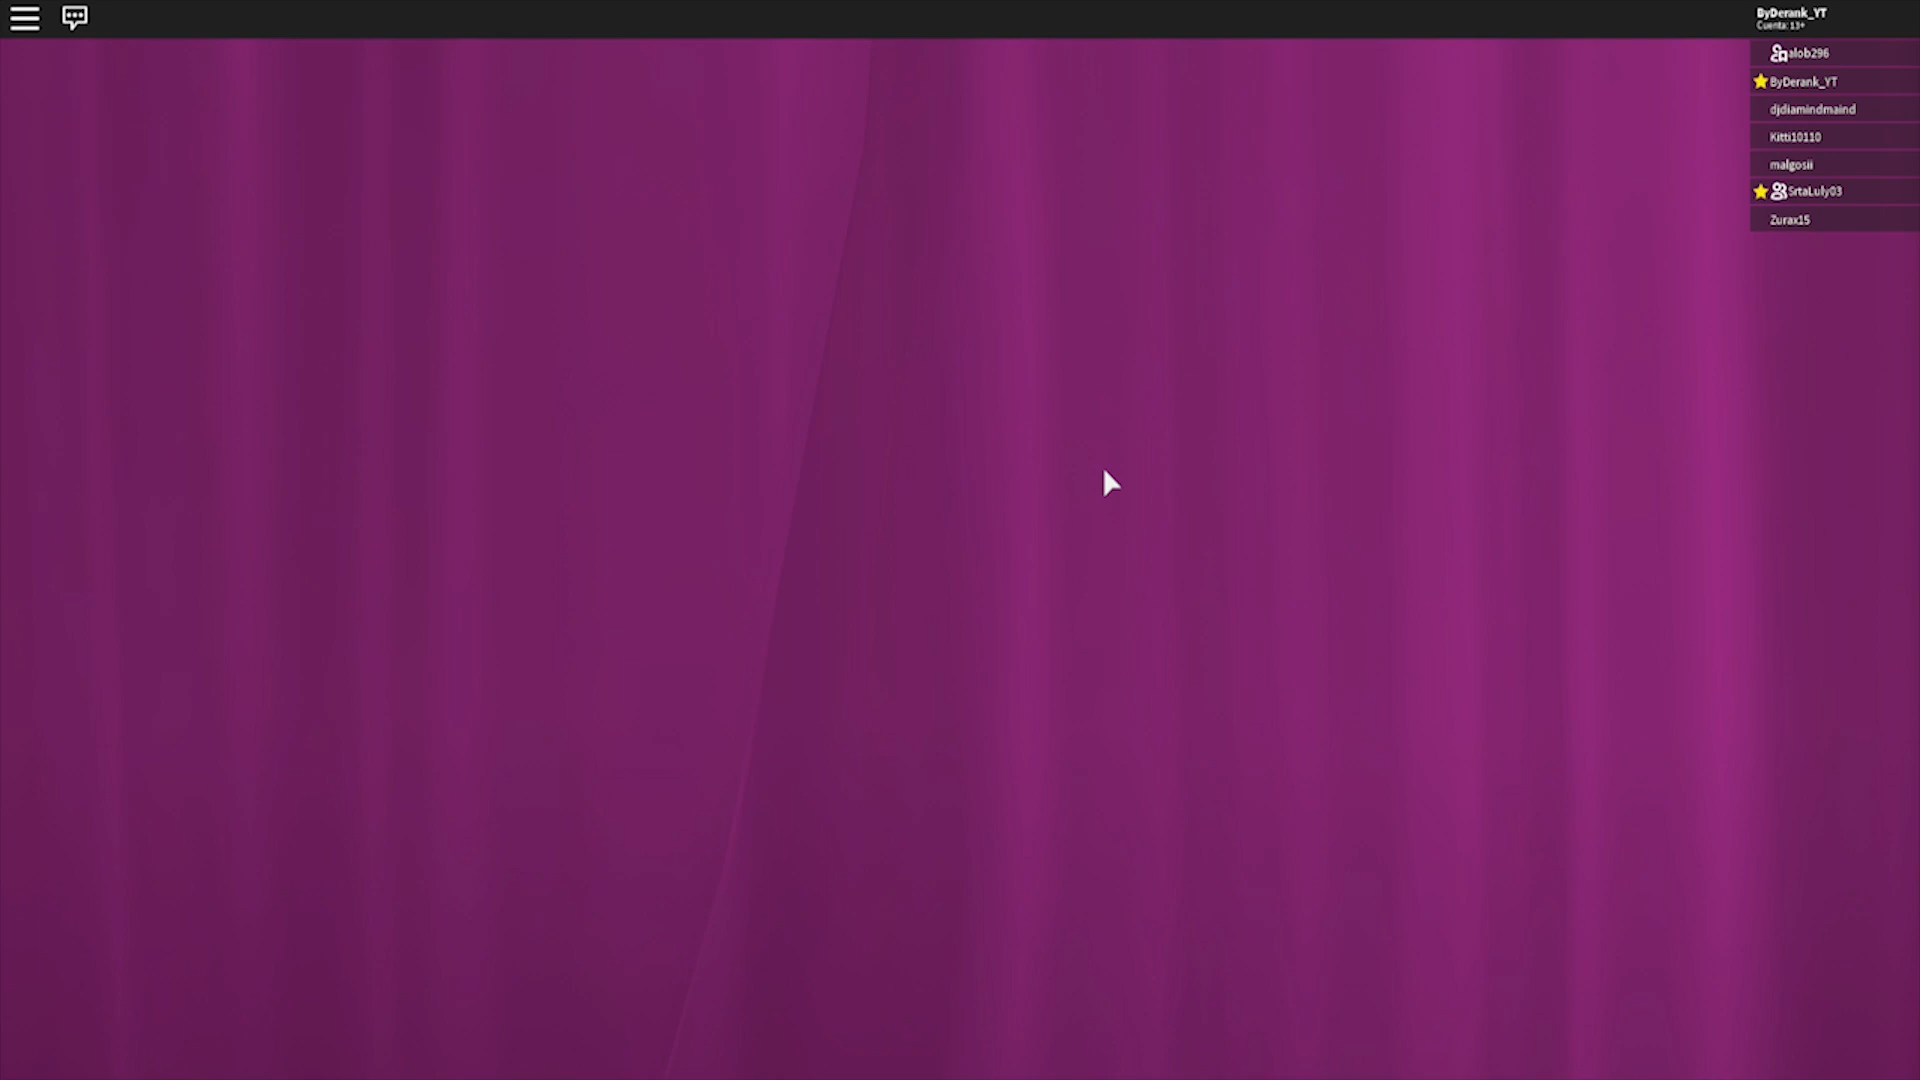 ByDerank_YT
Cuenta: 13+
alob296
ByDerank_YT
djdiamindmaind
Kitti10110
malgosii
SrtaLuly03
Zurax15